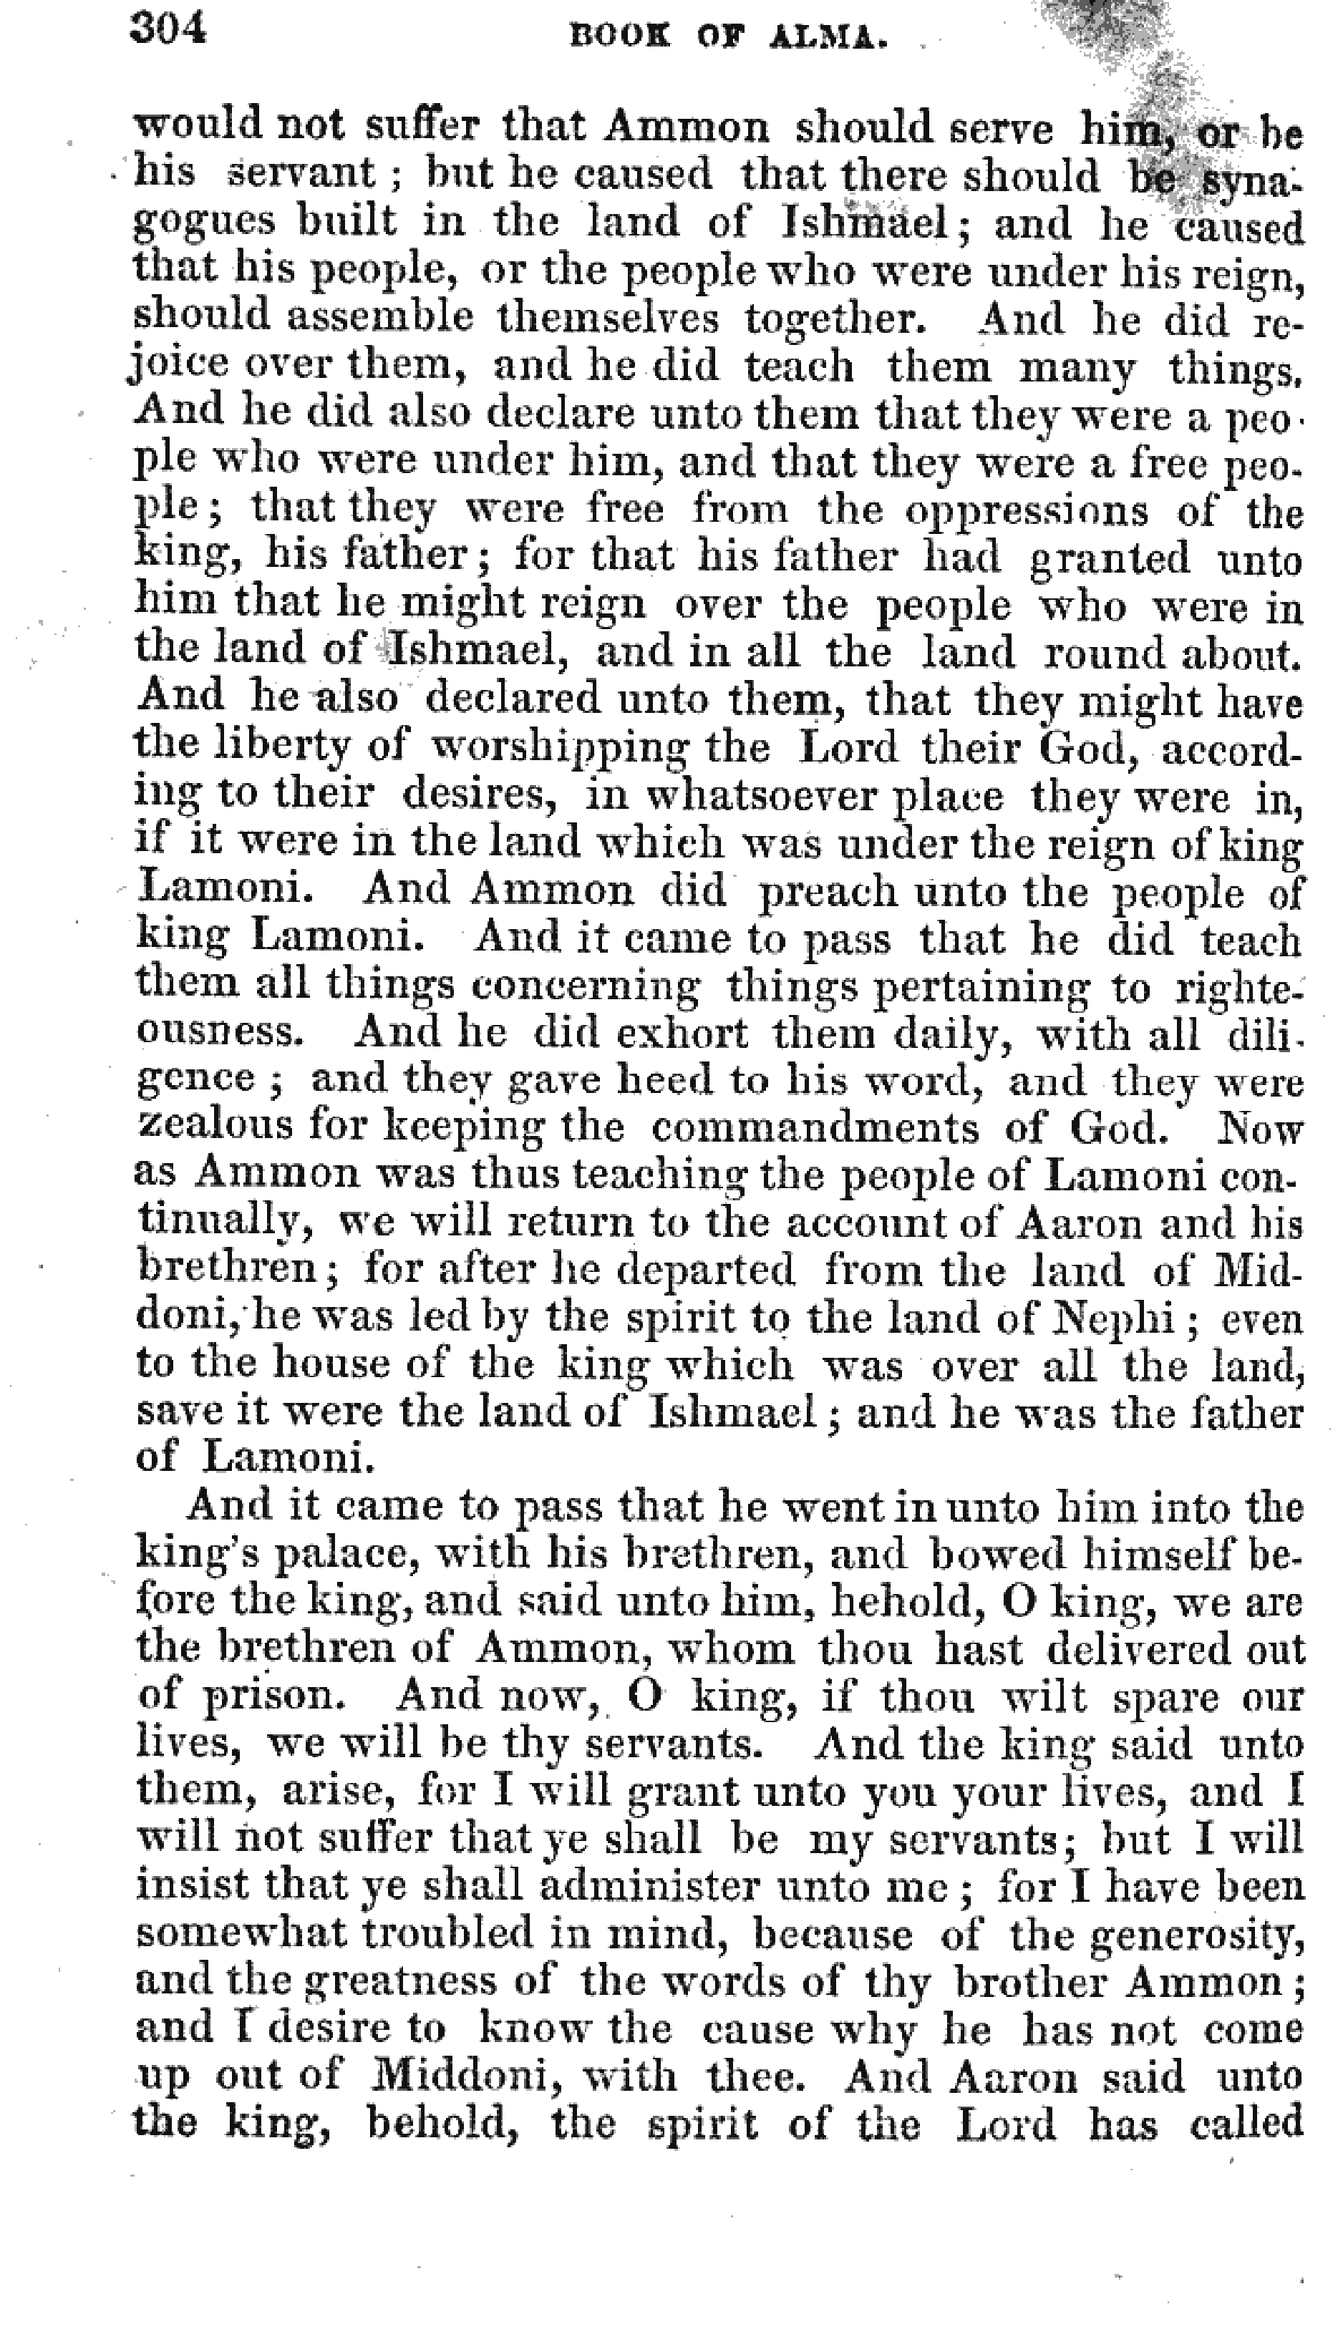 304 BOOK OF ALMA.
would not suffer that Ammon should serve him, or be
his servant; but he caused that there should be syna-
gogues built in the land of Ishmael; and he caused
that his people, or the people who were under his reign,
should assemble themselves together. And he did re-
joice over them, and he did teach them many things.
And he did also declare unto them that they were a peo-
ple who were under him, and that they were a free peo-
ple; that they were free from the oppressions of the
king, his father; for that his father had granted unto
him that he might reign over the people who were in
the land of Ishmael, and in all the land round about.
And he also declared unto them, that they might have
the liberty of worshipping the Lord their God, accord-
ing to their desires, in whatsoever place they were in,
if it were in the land which was under the reign of king
Lamoni. And Ammon did preach unto the people of
king Lamoni. And it came to pass that he did teach
them all things concerning things pertaining to righte-
ousness. And he did exhort them daily, with all dili-
gence; and they gave heed to his word, and they were
zealous for keeping the commandments of God. Now
as Ammon was thus teaching the people of Lamoni con-
tinually, we will return to the account of Aaron and his
brethren; for after he departed from the land of Mid-
doni, he was led by the spirit to the land of Nephi; even
to the house of the king which was over all the land,
save it were the land of Ishmael; and he was the father
of Lamoni.
And it came to pass that he went in unto him into the
king's palace, with his brethren, and bowed himself be-
fore the king, and said unto him, hehold, O king, we are
the brethren of Ammon, whom thou hast delivered out
of prison. And now, O king, if thou wilt spare our
lives, we will be thy servants. And the king said unto
them, arise, for I will grant unto you your lives, and I
will not suffer that ye shall be my servants; but I will
insist that ye shall administer unto me; for I have been
somewhat troubled in mind, because of the generosity,
and the greatness of the words of thy brother Ammon;
and I desire to know the cause why he has not come
up out of Middoni, with thee. And Aaron said unto
the king, behold, the spirit of the Lord has called